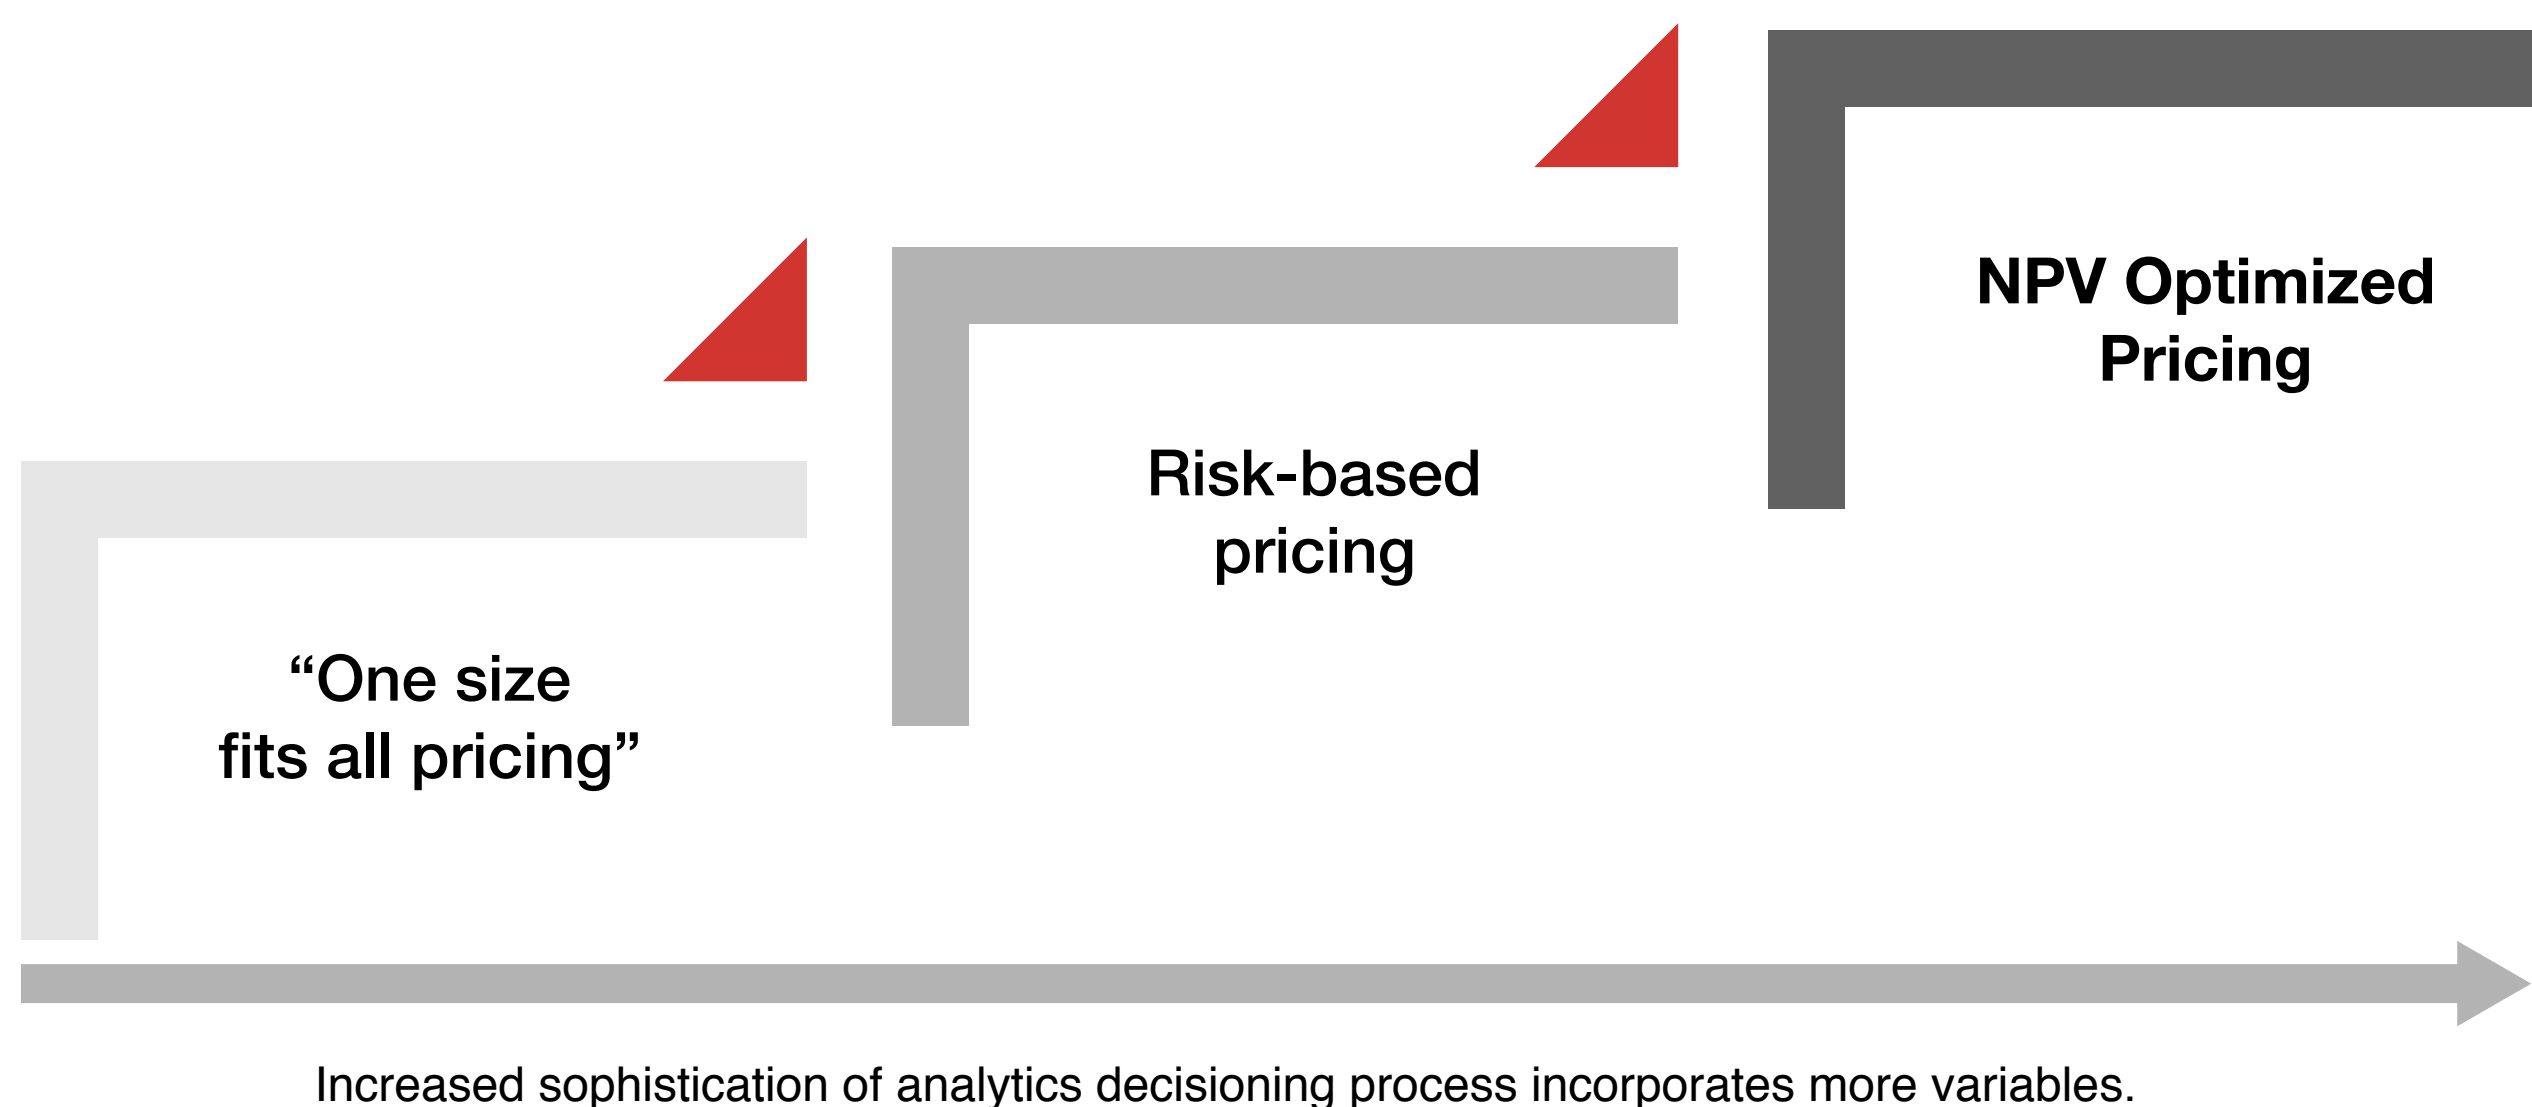 “One size
fits all pricing”
Risk-based
pricing
NPV Optimized
Pricing
Increased sophistication of analytics decisioning process incorporates more variables.